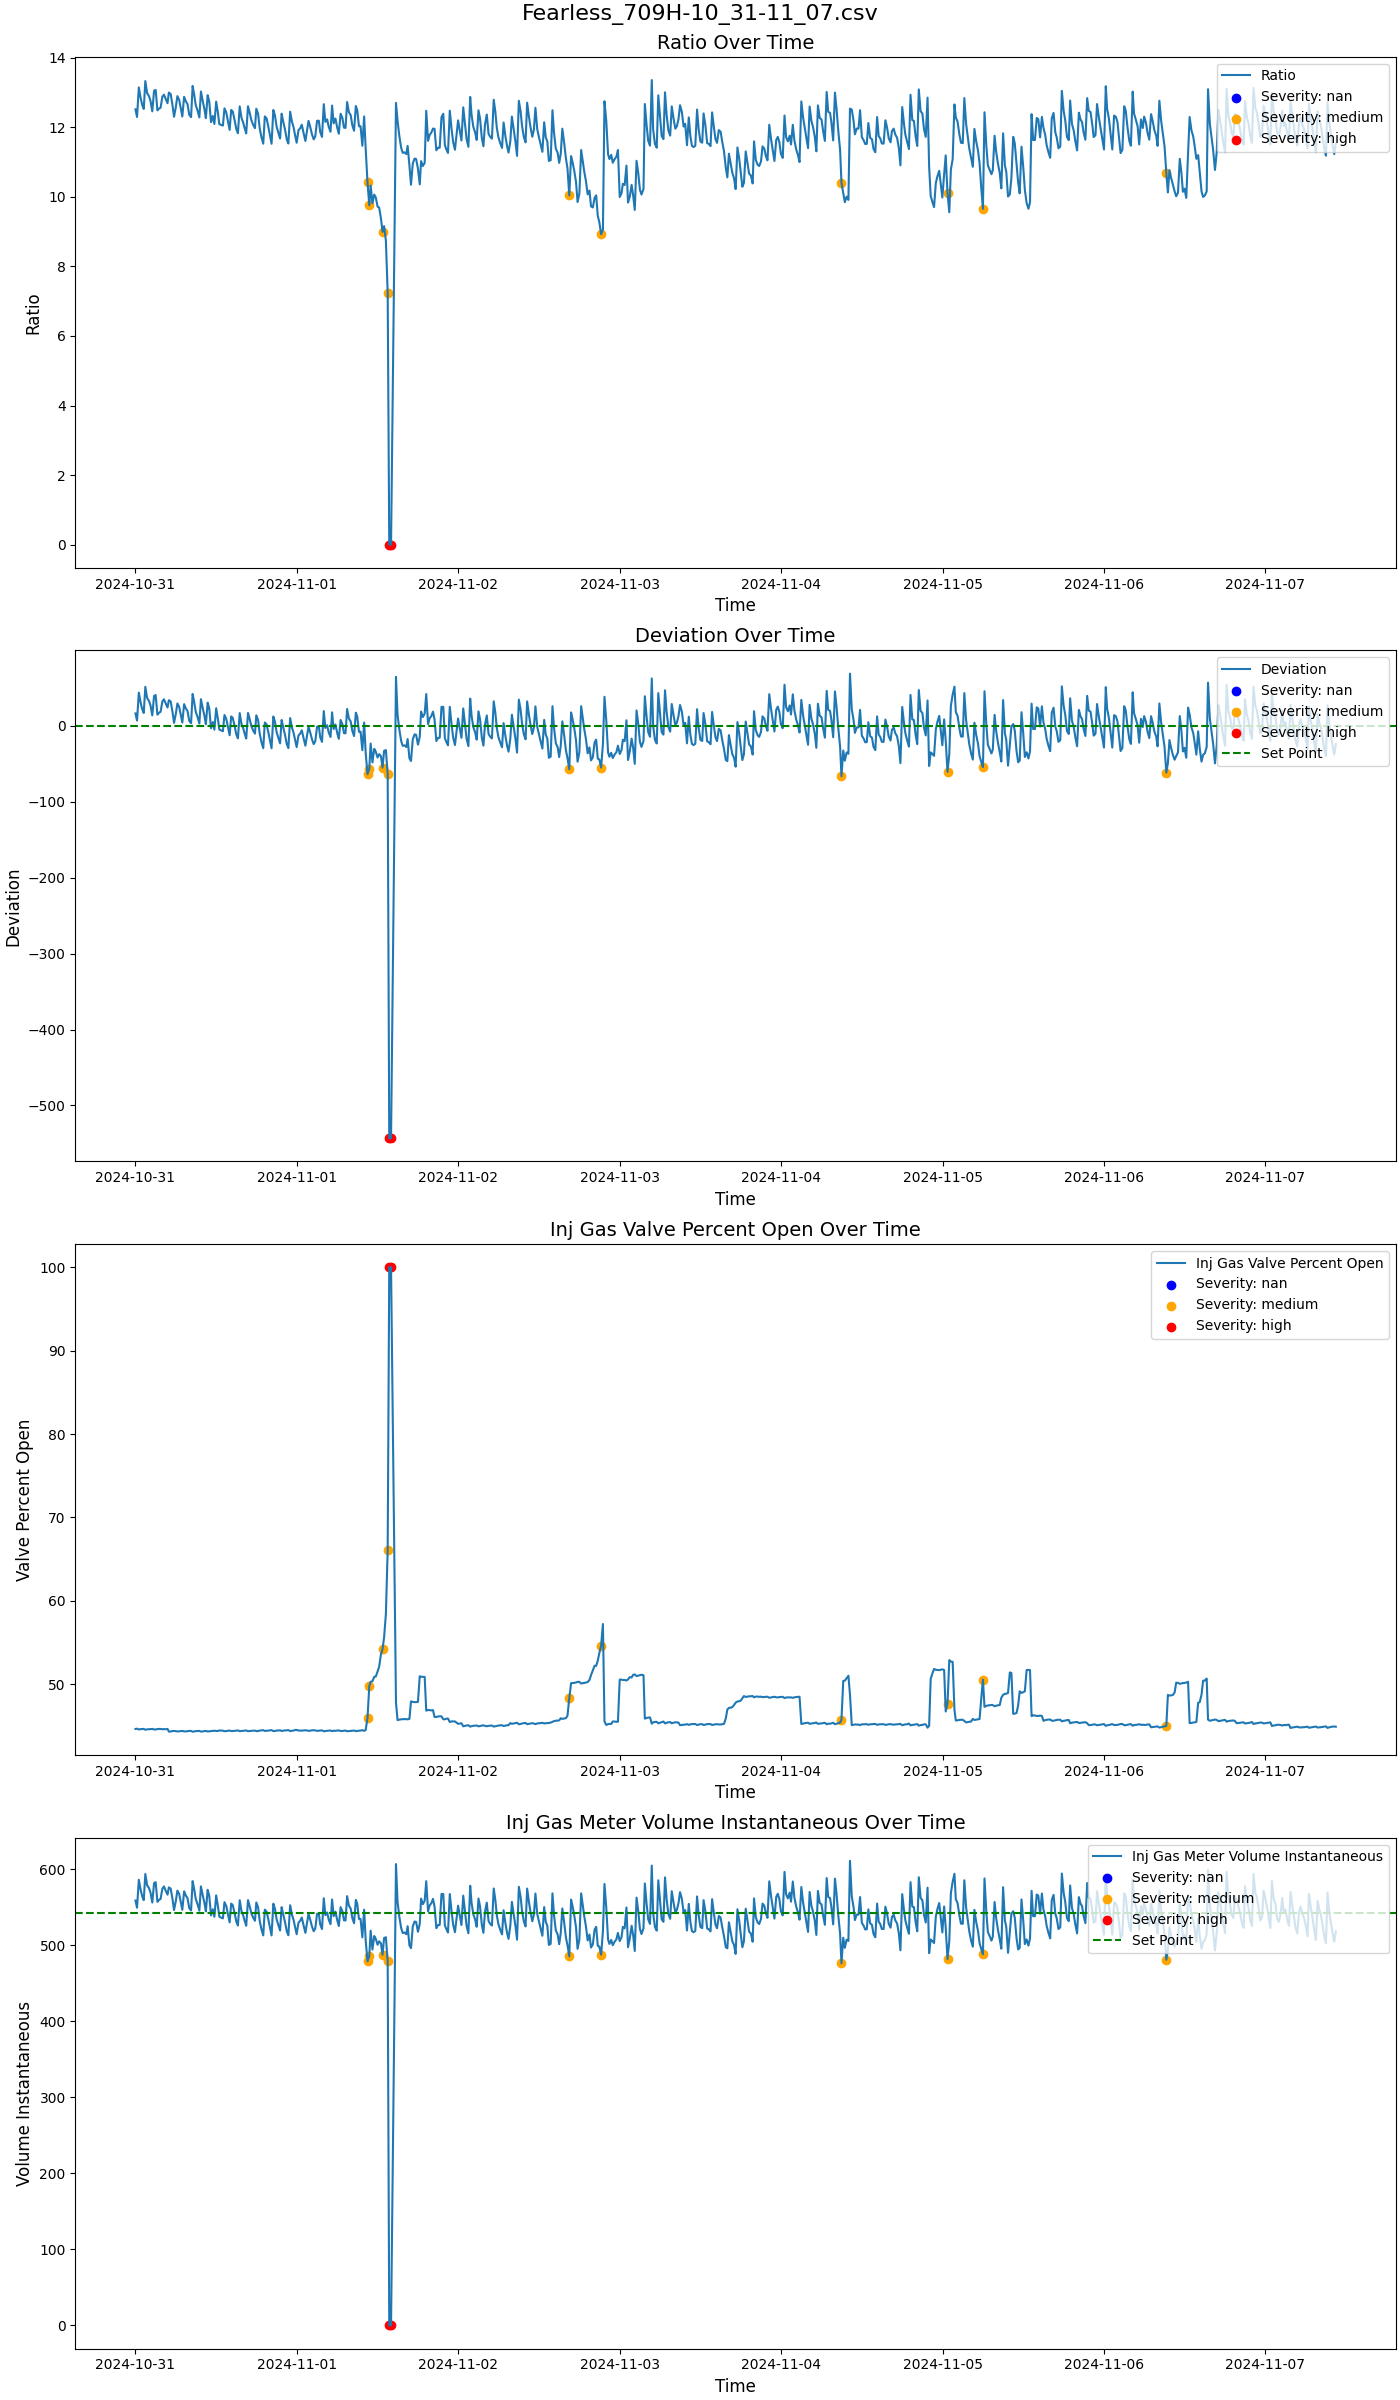 Fearless_709H-10_31-11_07.csv
Ratio Over Time
14
12
10
8
6
4
2
0
Ratio
Ratio
Severity: nan
Severity: medium
Severity: high
2024-10-31 2024-11-01 2024-11-02 2024-11-03 2024-11-04 2024-11-05 2024-11-06 2024-11-07
Time
Deviation Over Time
0
−100
−200
−300
−400
−500
Deviation
Deviation
Severity: nan
Severity: medium
Severity: high
Set Point
2024-10-31 2024-11-01 2024-11-02 2024-11-03 2024-11-04 2024-11-05 2024-11-06 2024-11-07
Time
Inj Gas Valve Percent Open Over Time
100
90
80
70
60
50
Valve Percent Open
Inj Gas Valve Percent Open
Severity: nan
Severity: medium
Severity: high
2024-10-31 2024-11-01 2024-11-02 2024-11-03 2024-11-04 2024-11-05 2024-11-06 2024-11-07
Time
Inj Gas Meter Volume Instantaneous Over Time
600
500
400
300
200
100
0
Volume Instantaneous
Inj Gas Meter Volume Instantaneous
Severity: nan
Severity: medium
Severity: high
Set Point
2024-10-31 2024-11-01 2024-11-02 2024-11-03 2024-11-04 2024-11-05 2024-11-06 2024-11-07
Time